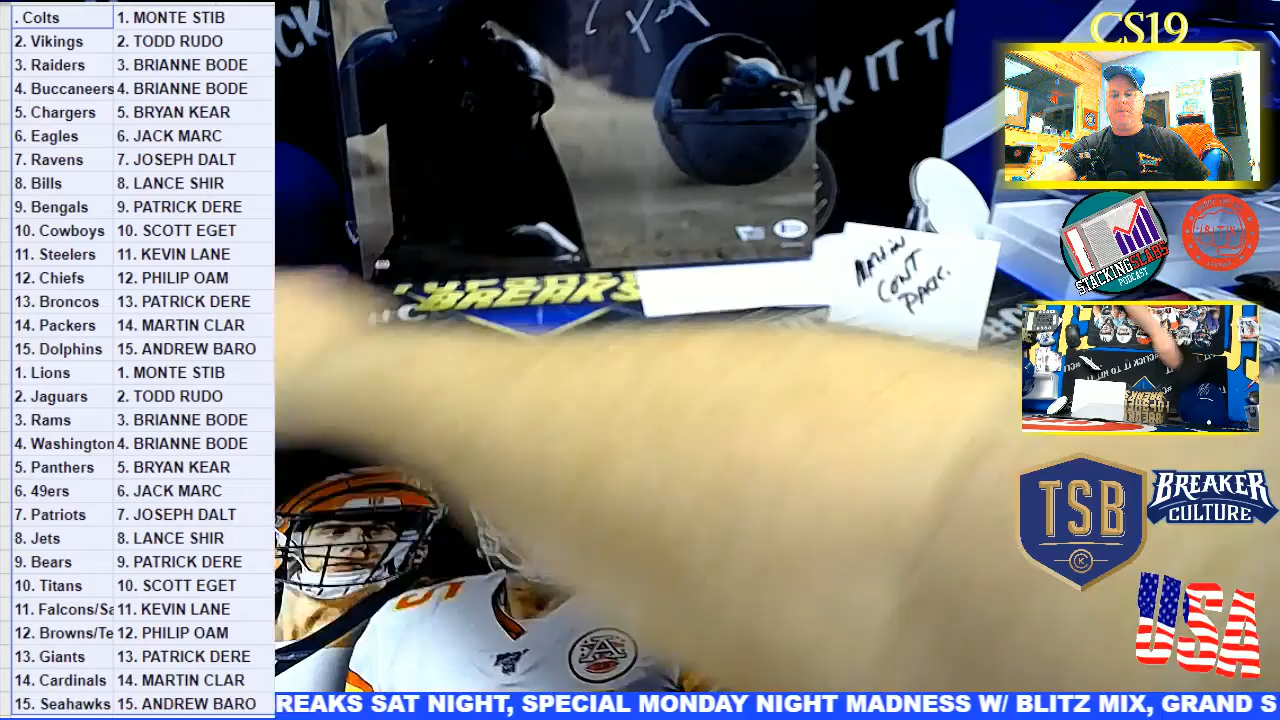 . Colts 1. MONTE STIB
2. Vikings 2. TODD RUDO
3. Raiders 3. BRIANNE BODE
4. Buccaneers 4. BRIANNE BODE
5. Chargers 5. BRYAN KEAR
6. Eagles 6. JACK MARC
7. Ravens 7. JOSEPH DALT
8. Bills 8. LANCE SHIR
9. Bengals 9. PATRICK DERE
10. Cowboys 10. SCOTT EGET
11. Steelers 11. KEVIN LANE
12. Chiefs 12. PHILIP OAM
13. Broncos 13. PATRICK DERE
14. Packers 14. MARTIN CLAR
15. Dolphins 15. ANDREW BARO
1. Lions 1. MONTE STIB
2. Jaguars 2. TODD RUDO
3. Rams 3. BRIANNE BODE
4. Washington 4. BRIANNE BODE
5. Panthers 5. BRYAN KEAR
6. 49ers 6. JACK MARC
7. Patriots 7. JOSEPH DALT
8. Jets 8. LANCE SHIR
9. Bears 9. PATRICK DERE
10. Titans 10. SCOTT EGET
11. Falcons/Sa 11. KEVIN LANE
12. Browns/Te 12. PHILIP OAM
13. Giants 13. PATRICK DERE
14. Cardinals 14. MARTIN CLAR
15. Seahawks 15. ANDREW BARO
CK IT TO
BREAKS
CONT
PACK.
CS19
STACKING SLABS
PODCAST
TSB
BREAKER
CULTURE
USA
REAKS SAT NIGHT, SPECIAL MONDAY NIGHT MADNESS W/ BLITZ MIX, GRAND S